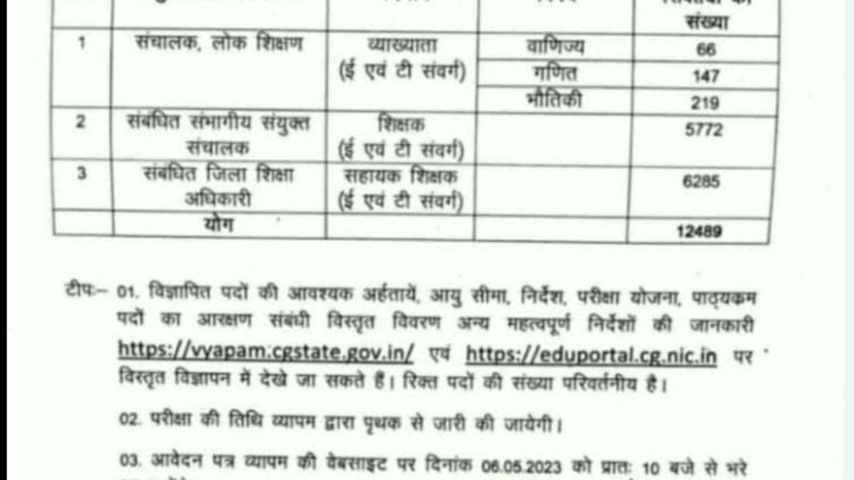 संख्या
1 संचालक, लोक शिक्षण व्याख्याता वाणिज्य 66
(ई एवं टी संवर्ग) गणित 147
भौतिकी 219
2 संबंधित संभागीय संयुक्त शिक्षक 5772
संचालक (ई एवं टी संवर्ग)
3 संबंधित जिला शिक्षा सहायक शिक्षक 6285
अधिकारी (ई एवं टी संवर्ग)
योग 12489
टीपः– 01. विज्ञापित पदों की आवश्यक अर्हतायें, आयु सीमा, निर्देश, परीक्षा योजना, पाठ्यकम
पदों का आरक्षण संबंधी विस्तृत विवरण अन्य महत्वपूर्ण निर्देशों की जानकारी
https://vyapam.cgstate.gov.in/ एवं https://eduportal.cg.nic.in पर
विस्तृत विज्ञापन में देखे जा सकते हैं। रिक्त पदों की संख्या परिवर्तनीय है।
02. परीक्षा की तिथि व्यापम द्वारा पृथक से जारी की जायेगी।
03. आवेदन पत्र व्यापम की वेबसाइट पर दिनांक 06.05.2023 को प्रातः 10 बजे से भरे